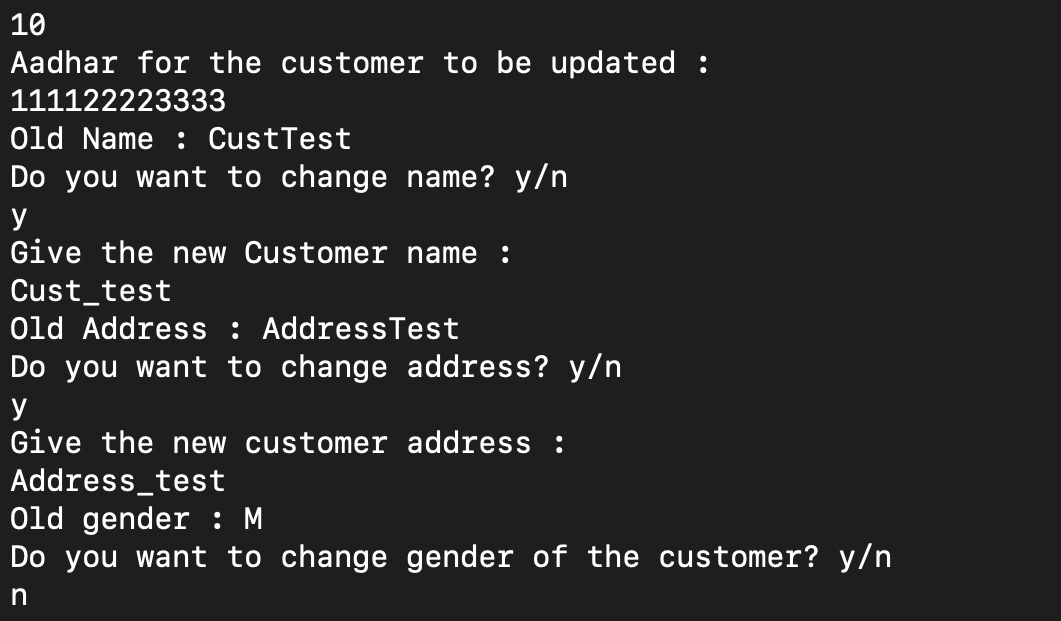 10
Aadhar for the customer to be updated :
111122223333
Old Name : CustTest
Do you want to change name? y/n
y
Give the new Customer name :
Cust_test
Old Address : AddressTest
Do you want to change address? y/n
y
Give the new customer address :
Address_test
Old gender : M
Do you want to change gender of the customer? y/n
n